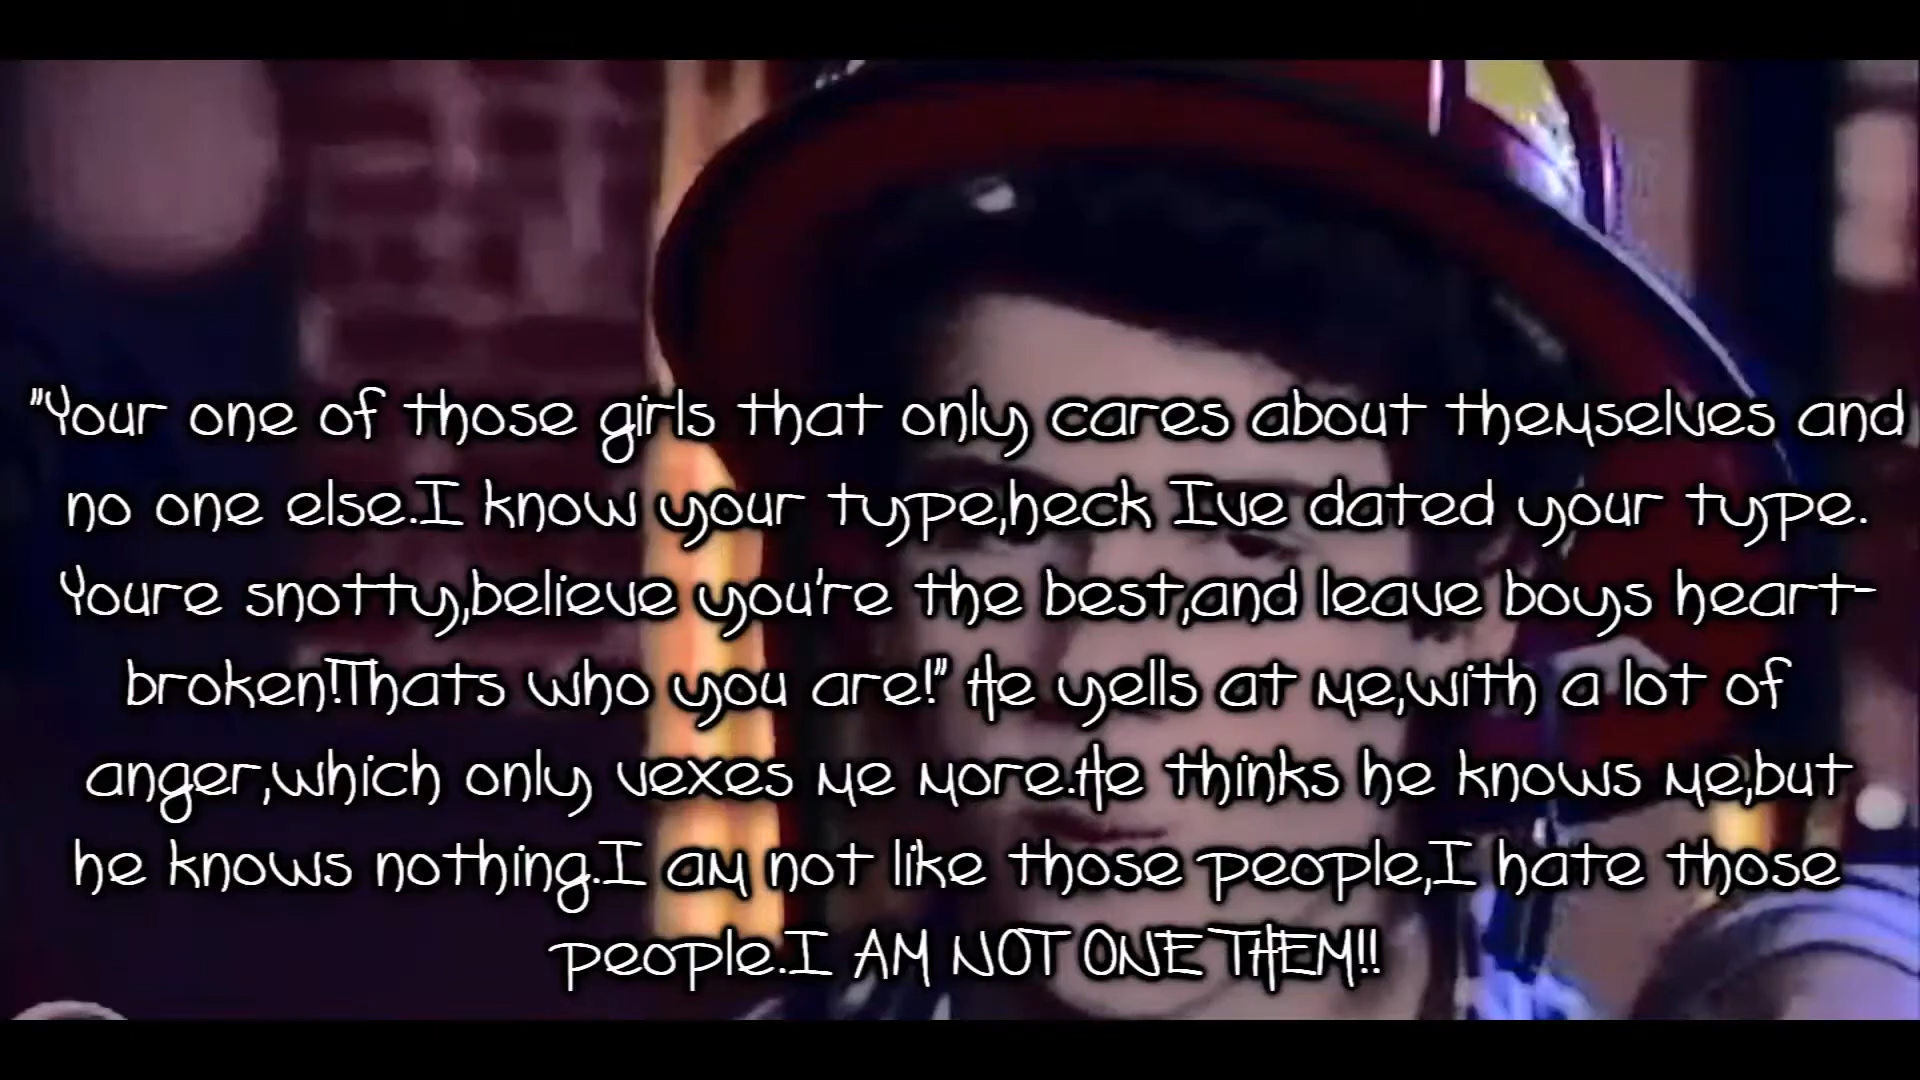 "Your one of those girls that only cares about themselves and
no one else.I know your type,heck Ive dated your type.
Youre snotty,believe you're the best,and leave boys heart-
broken!Thats who you are!" He yells at me,with a lot of
anger,which only vexes me more.He thinks he knows me,but
he knows nothing.I am not like those people,I hate those
people.I AM NOT ONE THEM!!